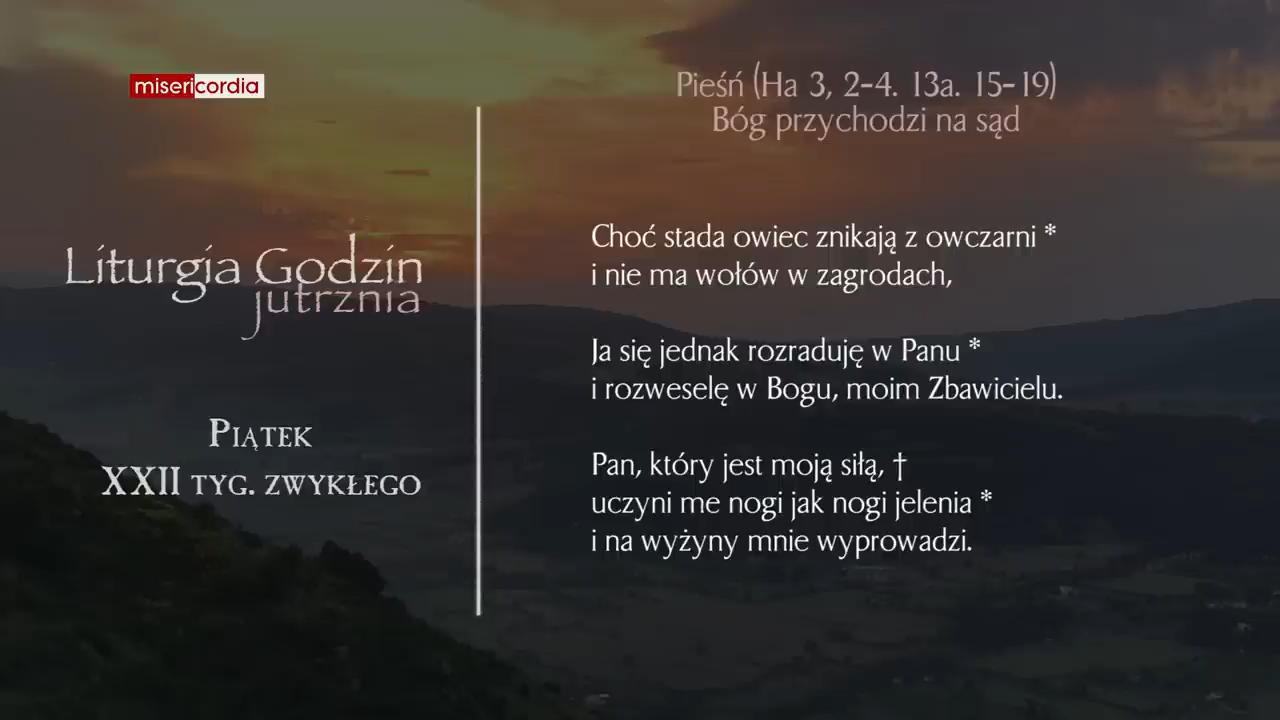 misericordia
Liturgia Godzin
jutrznia
Piątek
XXII tyg. zwykłego
Pieśń (Ha 3, 2-4. 13a. 15-19)
Bóg przychodzi na sąd
Choć stada owiec znikają z owczarni *
i nie ma wołów w zagrodach,
Ja się jednak rozraduję w Panu *
i rozweselę w Bogu, moim Zbawicielu.
Pan, który jest moją siłą, †
uczyni me nogi jak nogi jelenia *
i na wyżyny mnie wyprowadzi.